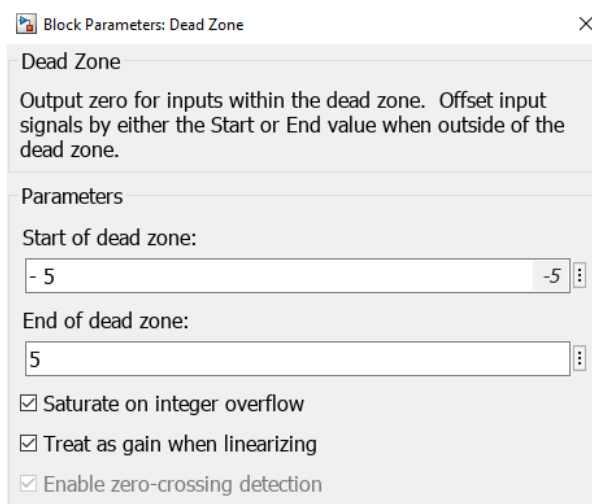 Block Parameters: Dead Zone
Dead Zone
Output zero for inputs within the dead zone.  Offset input
signals by either the Start or End value when outside of the
dead zone.
Parameters
Start of dead zone:
- 5 -5
End of dead zone:
5
Saturate on integer overflow
Treat as gain when linearizing
Enable zero-crossing detection